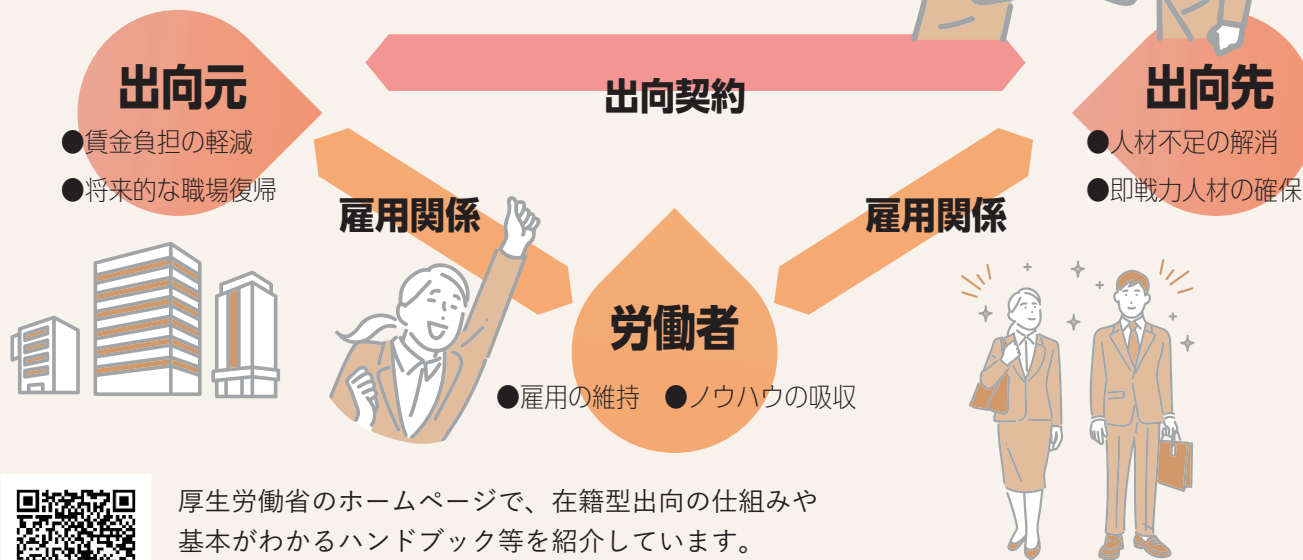 出向元
●賃金負担の軽減
●将来的な職場復帰
出向契約
出向先
●人材不足の解消
●即戦力人材の確保
雇用関係
雇用関係
労働者
●雇用の維持 ●ノウハウの吸収
厚生労働省のホームページで、在籍型出向の仕組みや
基本がわかるハンドブック等を紹介しています。